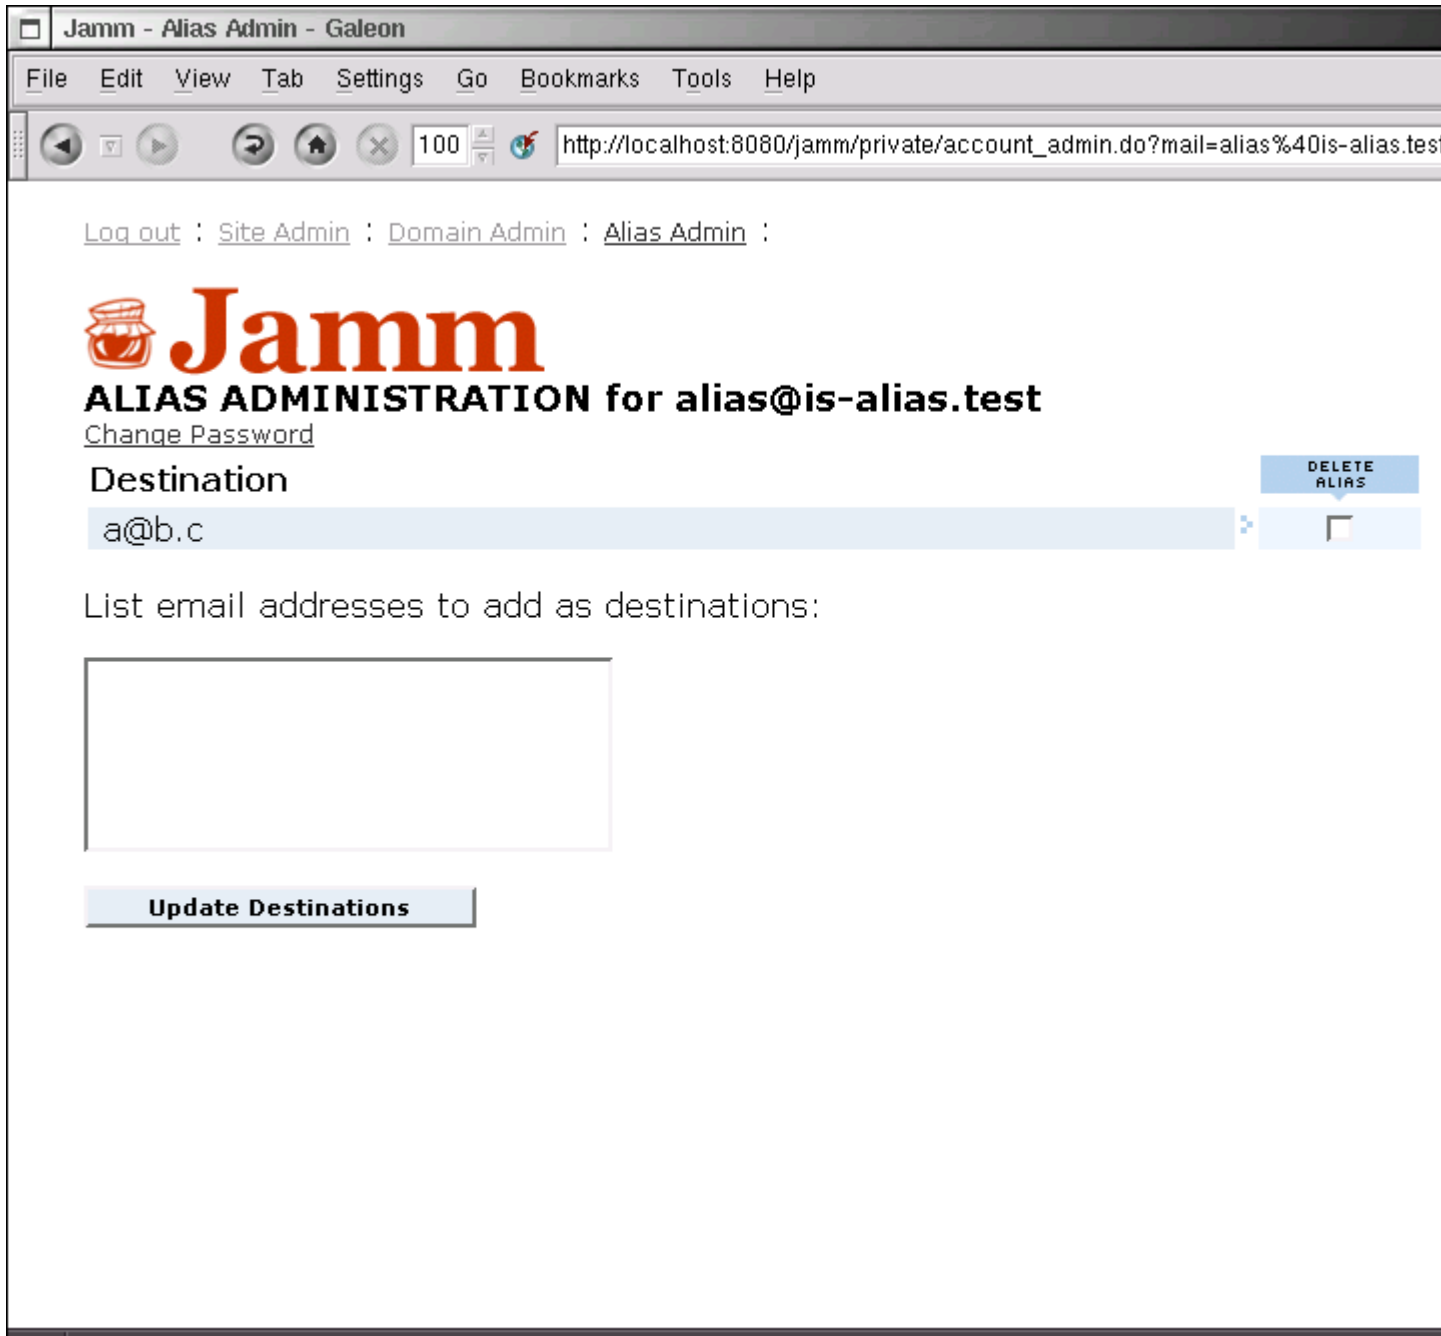 Jamm - Alias Admin - Galeon
File Edit View Tab Settings Go Bookmarks Tools Help
100 http://localhost:8080/jamm/private/account_admin.do?mail=alias%40is-alias.test
Log out : Site Admin : Domain Admin : Alias Admin :
Jamm
ALIAS ADMINISTRATION for alias@is-alias.test
Change Password
Destination
DELETE
ALIAS
a@b.c
List email addresses to add as destinations:
Update Destinations